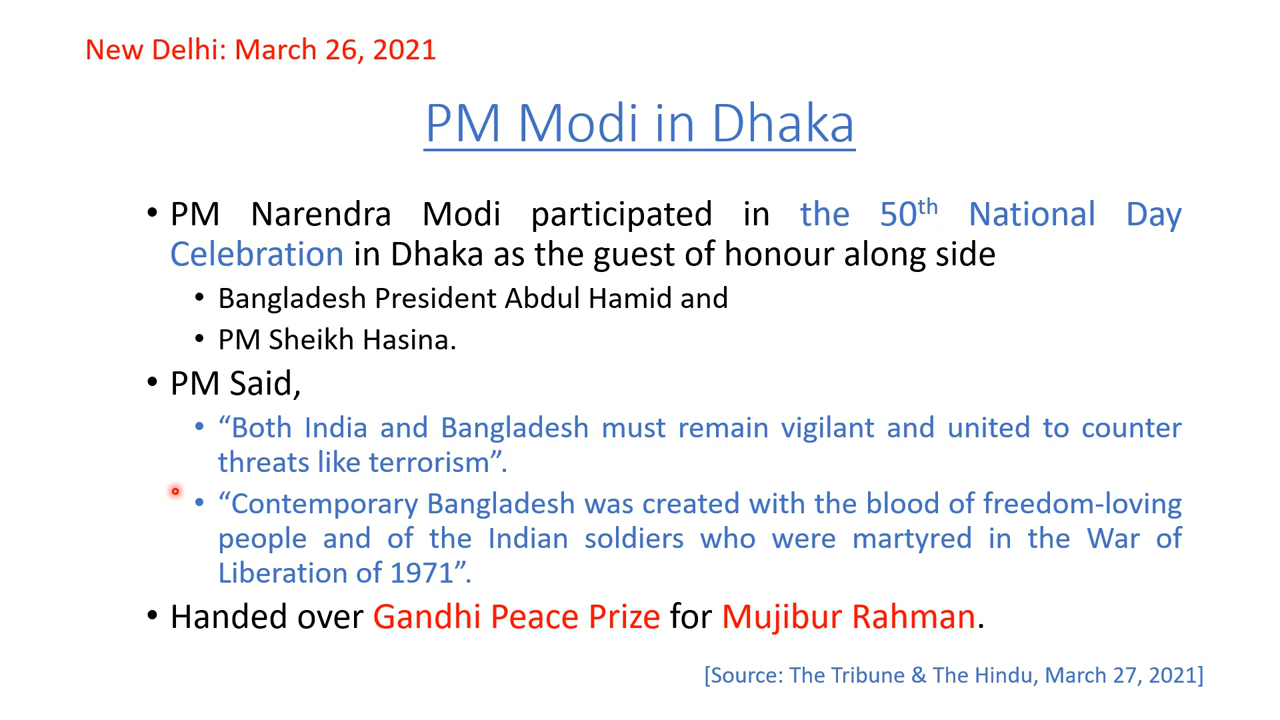 New Delhi: March 26, 2021
PM Modi in Dhaka
• PM Narendra Modi participated in the 50th National Day
Celebration in Dhaka as the guest of honour along side
• Bangladesh President Abdul Hamid and
• PM Sheikh Hasina.
• PM Said,
• “Both India and Bangladesh must remain vigilant and united to counter
threats like terrorism”.
• “Contemporary Bangladesh was created with the blood of freedom-loving
people and of the Indian soldiers who were martyred in the War of
Liberation of 1971”.
• Handed over Gandhi Peace Prize for Mujibur Rahman.
[Source: The Tribune & The Hindu, March 27, 2021]